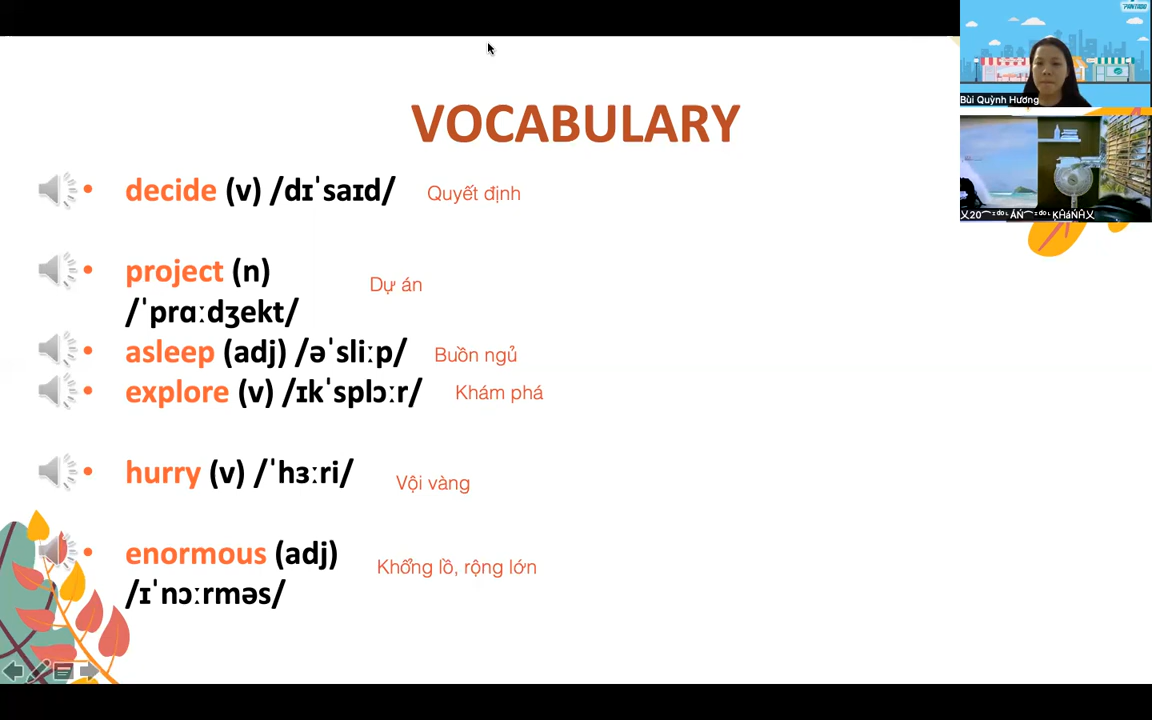 VOCABULARY
• decide (v) /dɪˈsaɪd/ Quyết định
• project (n)
/ˈprɑːdʒekt/ Dự án
• asleep (adj) /əˈsliːp/ Buồn ngủ
• explore (v) /ɪkˈsplɔːr/ Khám phá
• hurry (v) /ˈhɜːri/ Vội vàng
• enormous (adj)
/ɪˈnɔːrməs/ Khổng lồ, rộng lớn
PANTADO
Bùi Quỳnh Hương